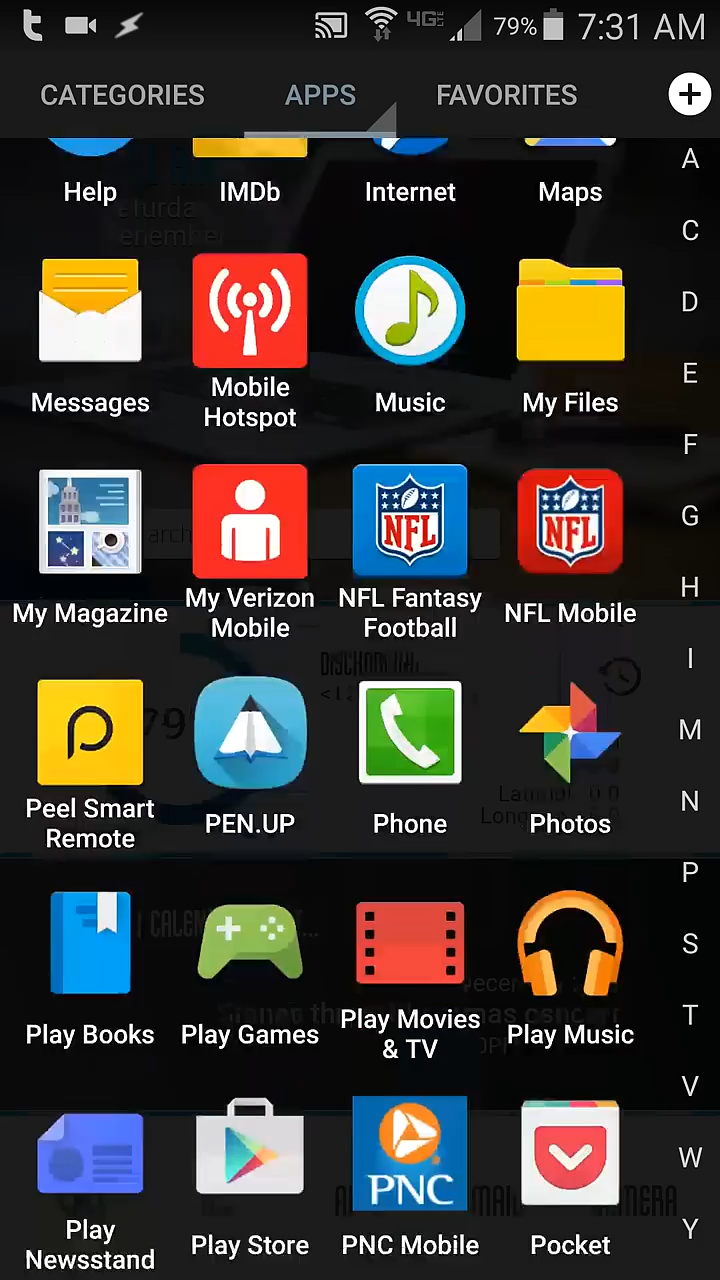 4G LTE 79% 7:31 AM
CATEGORIES APPS FAVORITES
Help IMDb Internet Maps
A
C
D
E
Messages Mobile Hotspot Music My Files
F
G
NFL NFL
H
My Magazine My Verizon Mobile NFL Fantasy Football NFL Mobile
I
M
N
Peel Smart Remote PEN.UP Phone Photos
P
S
T
Play Books Play Games Play Movies & TV Play Music
V
W
PNC
Y
Play Newsstand Play Store PNC Mobile Pocket